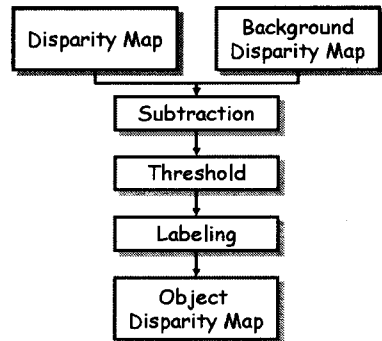 Disparity Map
Background
Disparity Map
Subtraction
Threshold
Labeling
Object
Disparity Map